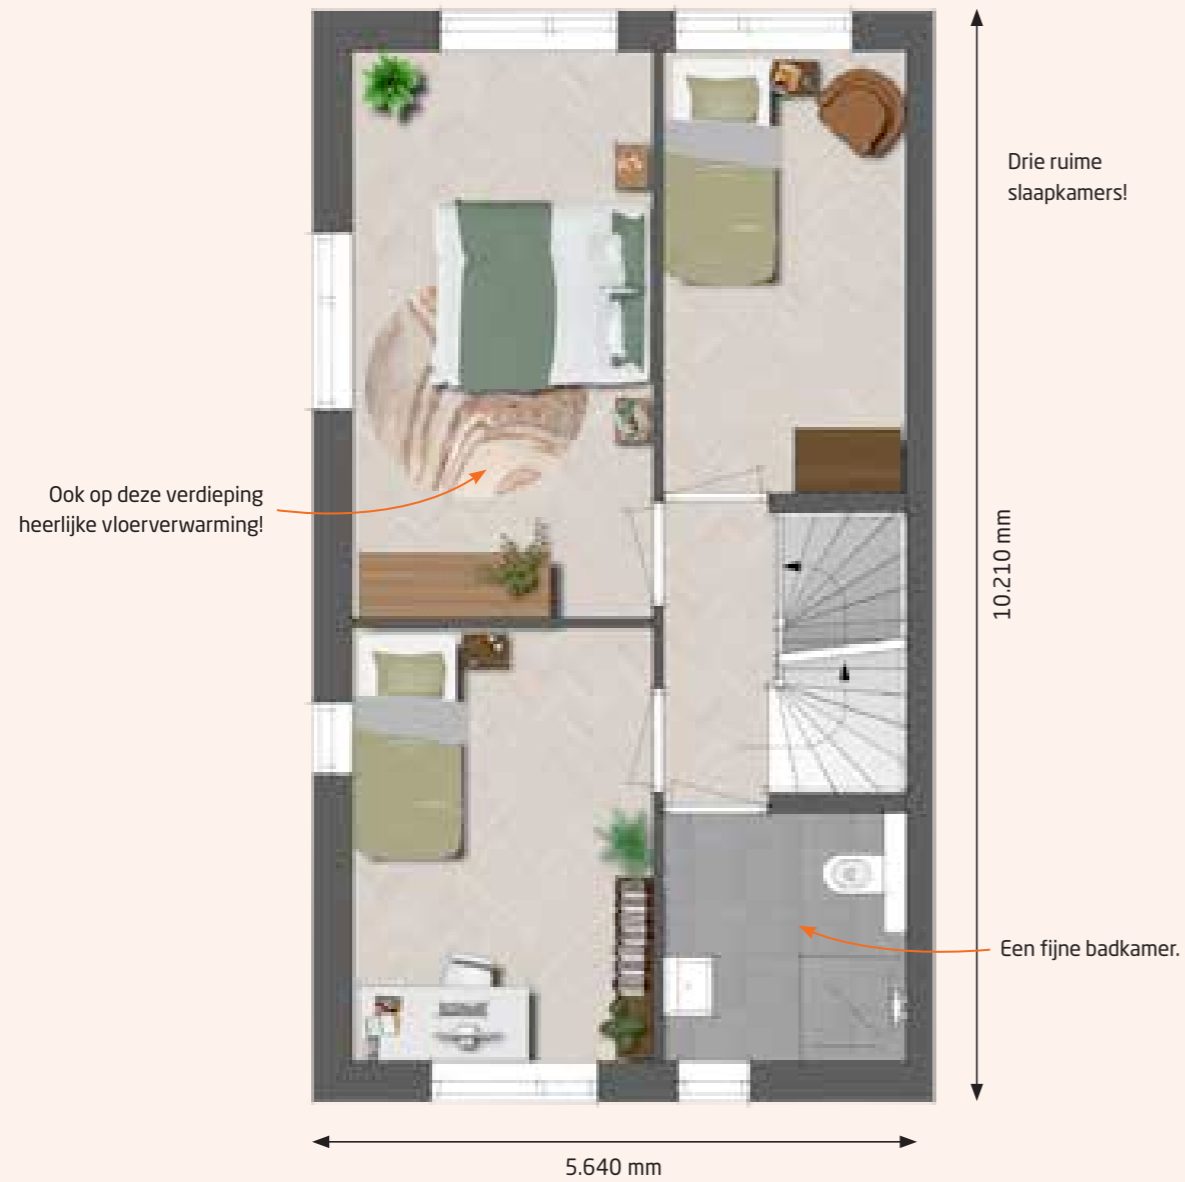 Drie ruime
slaapkamers!
Ook op deze verdieping
heerlijke vloerverwarming!
10.210 mm
Een fijne badkamer.
5.640 mm